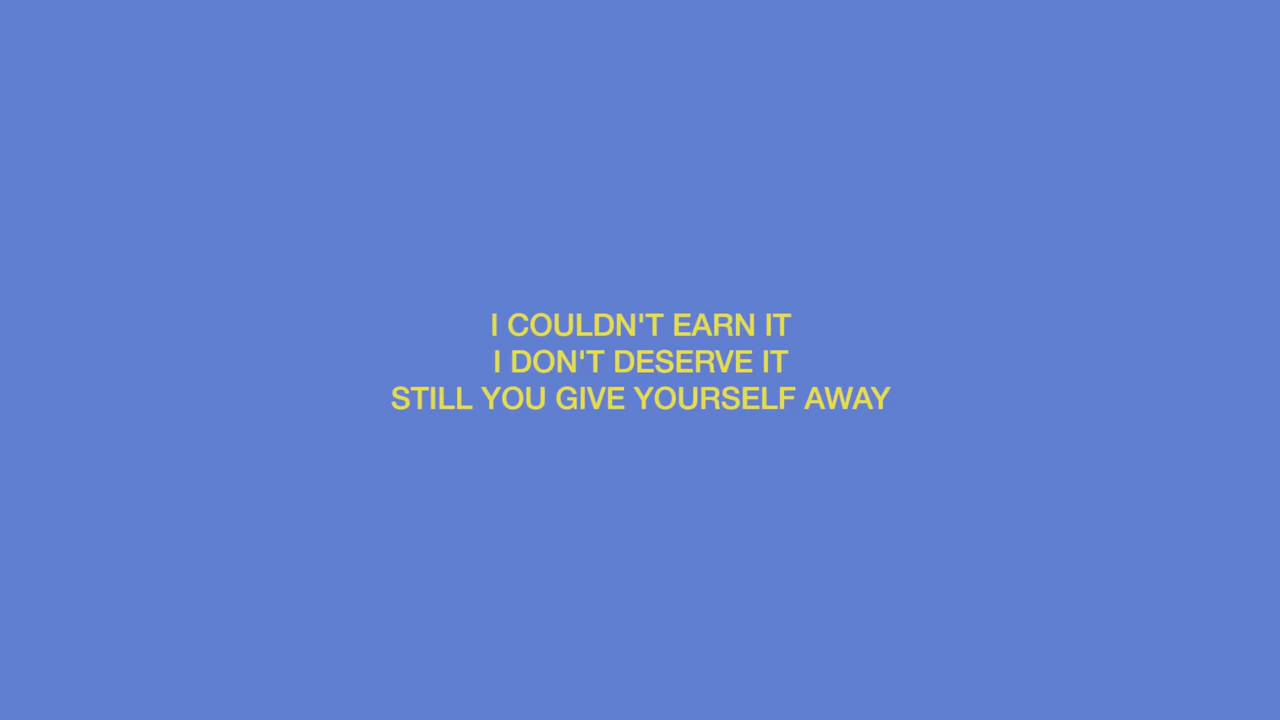 I COULDN'T EARN IT
I DON'T DESERVE IT
STILL YOU GIVE YOURSELF AWAY